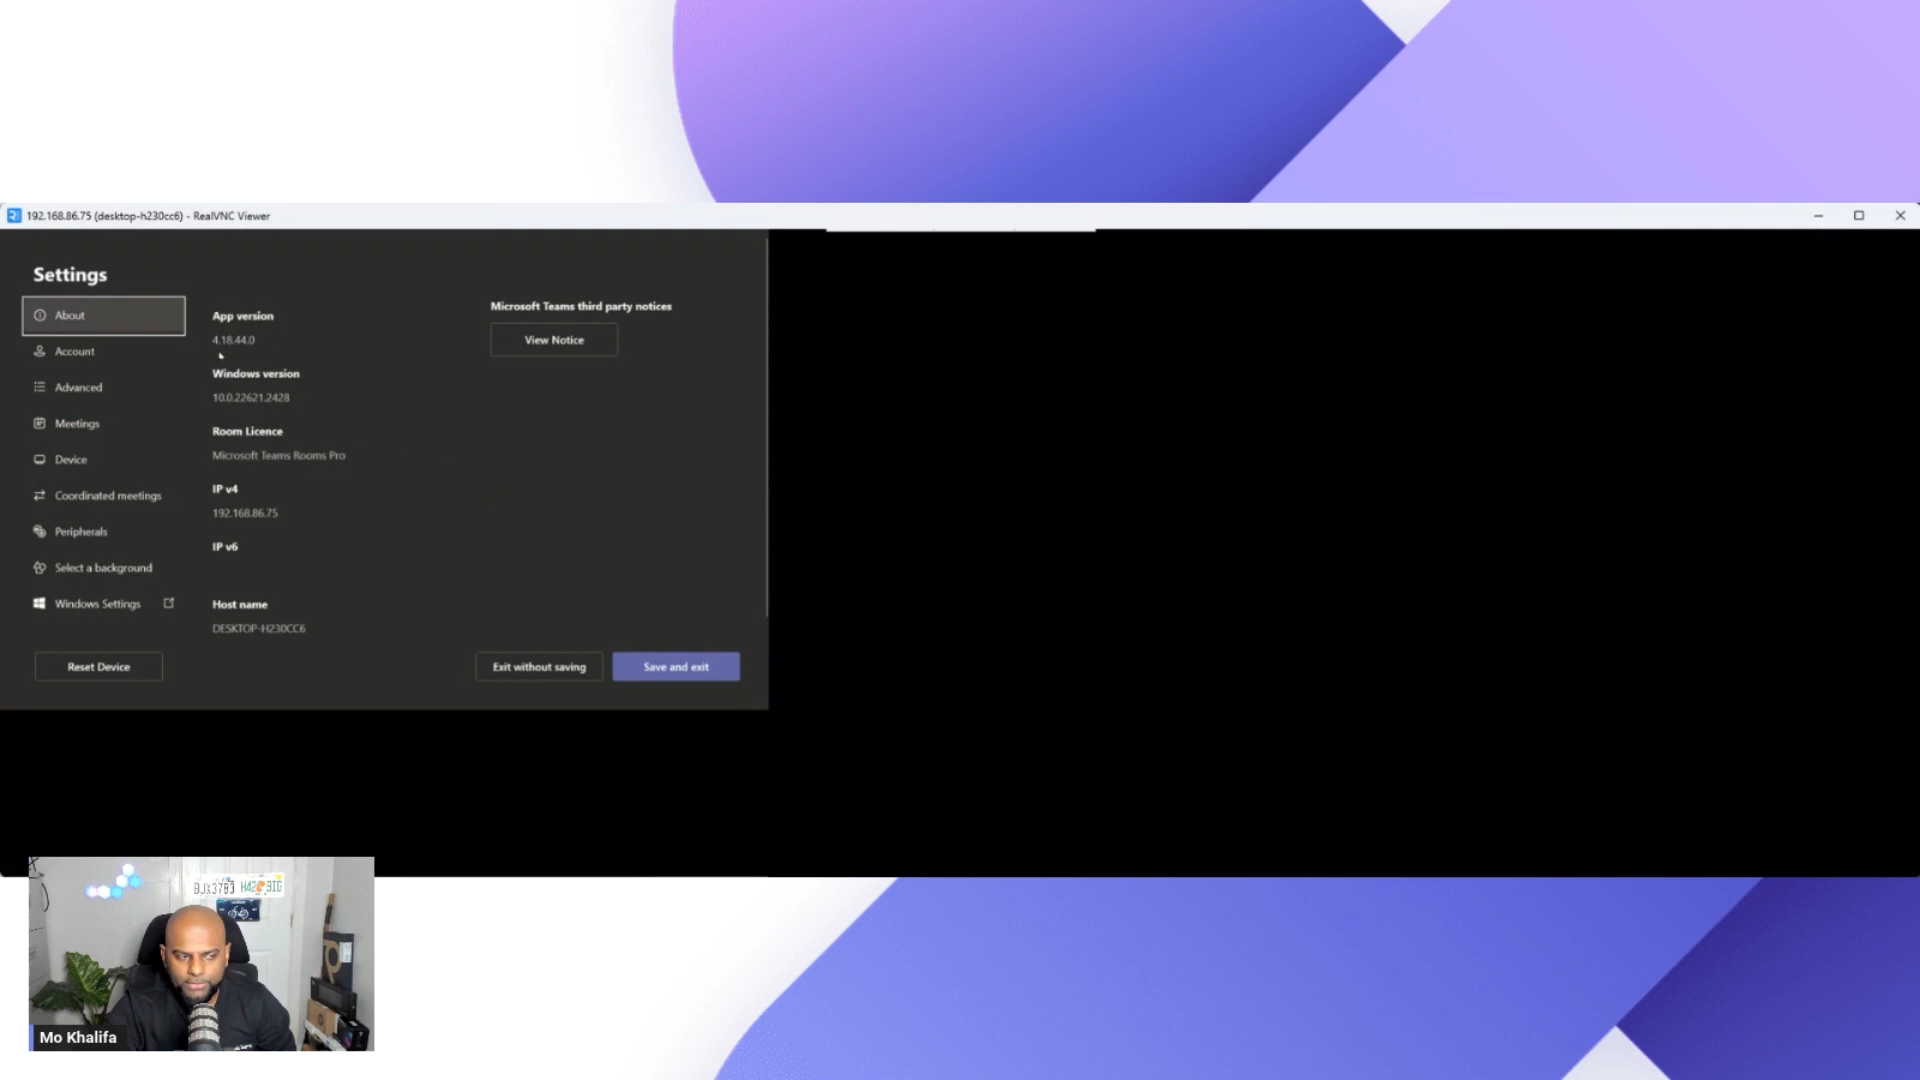 192.168.86.75 (desktop-h230cc6) - RealVNC Viewer
Settings
About
Account
Advanced
Meetings
Device
Coordinated meetings
Peripherals
Select a background
Windows Settings
Reset Device
App version
4.18.44.0
Windows version
10.0.22621.2428
Room Licence
Microsoft Teams Rooms Pro
IP v4
192.168.86.75
IP v6
Host name
DESKTOP-H230CC6
Microsoft Teams third party notices
View Notice
Exit without saving
Save and exit
Mo Khalifa